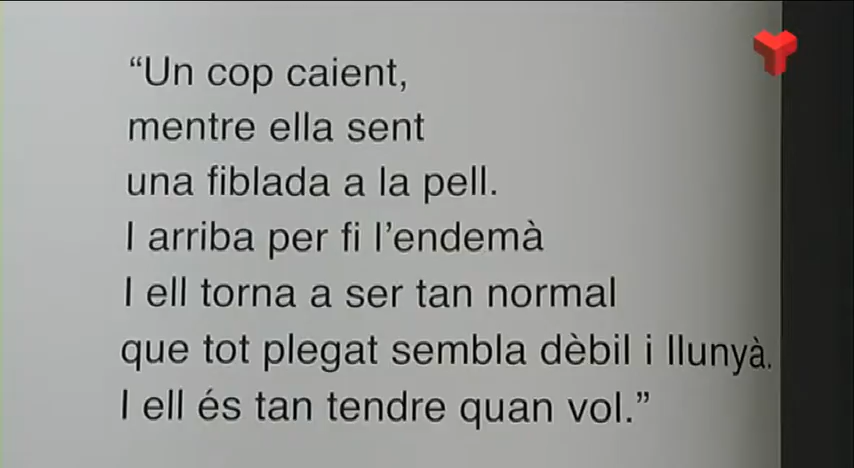 “Un cop caient,
mentre ella sent
una fiblada a la pell.
I arriba per fi l’endemà
I ell torna a ser tan normal
que tot plegat sembla dèbil i llunyà.
I ell és tan tendre quan vol.”